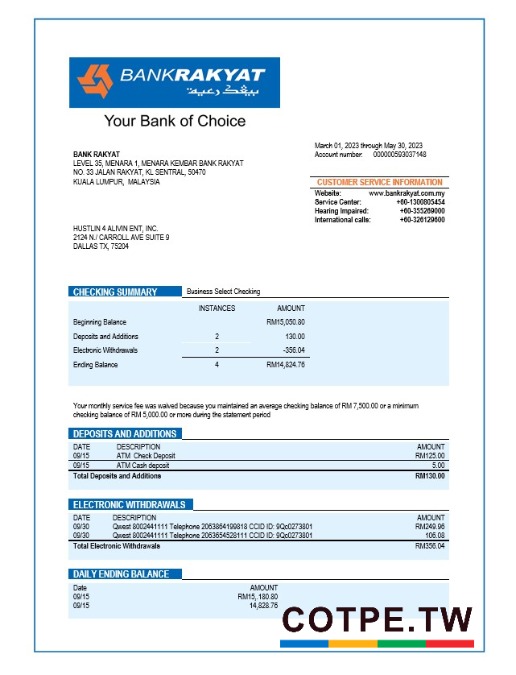 BANKRAKYAT
بيڠك رعية
Your Bank of Choice
March 01, 2023 through May 30, 2023
Account number: 000000593037148
BANK RAKYAT
LEVEL 35, MENARA 1, MENARA KEMBAR BANK RAKYAT
NO. 33 JALAN RAKYAT, KL SENTRAL, 50470
KUALA LUMPUR, MALAYSIA
CUSTOMER SERVICE INFORMATION
Website: www.bankrakyat.com.my
Service Center: +60-1300805454
Hearing Impaired: +60-355269000
International calls: +60-326129600
HUSTLIN 4 ALIVIN ENT, INC.
2124 N./ CARROLL AVE SUITE 9
DALLAS TX, 75204
CHECKING SUMMARY Business Select Checking
INSTANCES AMOUNT
Beginning Balance RM15,050.80
Deposits and Additions 2 130.00
Electronic Withdrawals 2 -356.04
Ending Balance 4 RM14,824.76
Your monthly service fee was waived because you maintained an average checking balance of RM 7,500.00 or a minimum
checking balance of RM 5,000.00 or more during the statement period
DEPOSITS AND ADDITIONS
DATE DESCRIPTION AMOUNT
09/15 ATM Check Deposit RM125.00
09/15 ATM Cash deposit 5.00
Total Deposits and Additions RM130.00
ELECTRONIC WITHDRAWALS
DATE DESCRIPTION AMOUNT
09/30 Qwest 8002441111 Telephone 2063864199818 CCID ID: 9Qc0273801 RM249.96
09/30 Qwest 8002441111 Telephone 2063654528111 CCID ID: 9Qc0273801 106.08
Total Electronic Withdrawals RM356.04
DAILY ENDING BALANCE
Date AMOUNT
09/15 RM15, 180.80
09/15 14,828.76
COTPE.TW